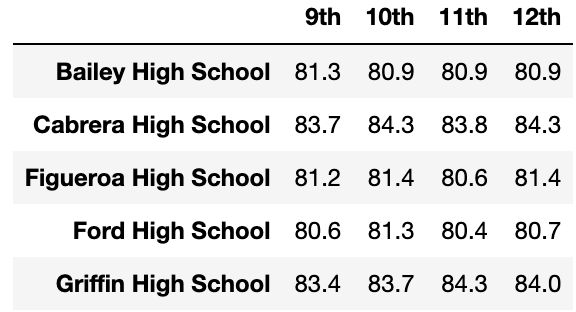 9th 10th 11th 12th
Bailey High School 81.3 80.9 80.9 80.9
Cabrera High School 83.7 84.3 83.8 84.3
Figueroa High School 81.2 81.4 80.6 81.4
Ford High School 80.6 81.3 80.4 80.7
Griffin High School 83.4 83.7 84.3 84.0